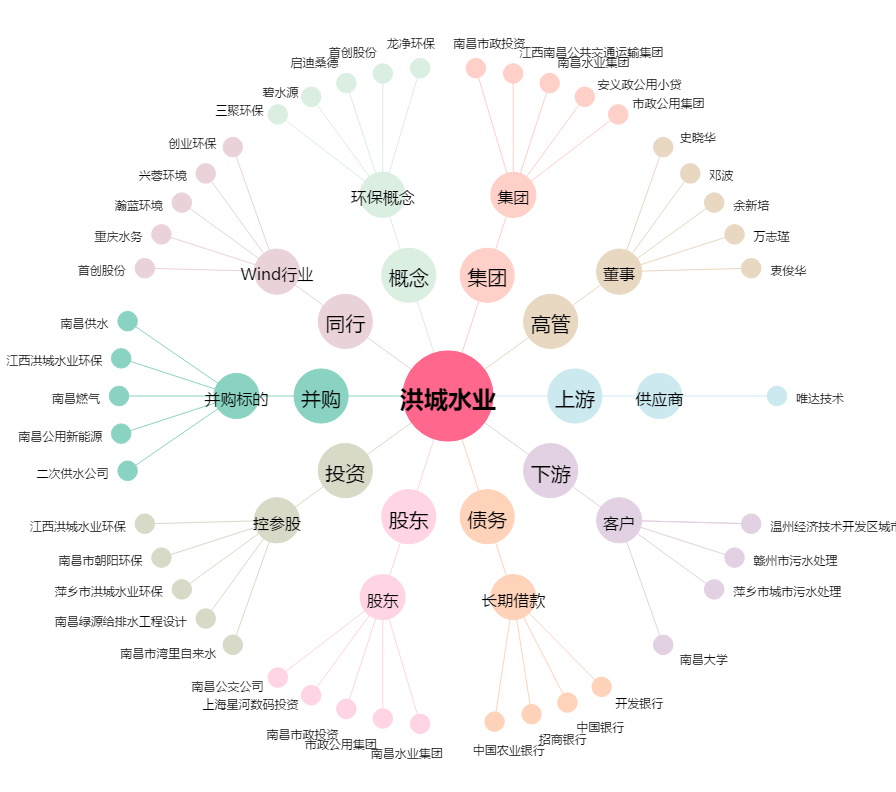 龙净环保
首创股份
启迪桑德
碧水源
三聚环保
环保概念
概念
南昌市政投资
江西南昌公共交通运输集团
南昌水业集团
安义政公用小贷
市政公用集团
集团
集团
创业环保
兴蓉环境
瀚蓝环境
重庆水务
首创股份
Wind行业
同行
史晓华
邓波
余新培
万志瑾
衷俊华
董事
高管
南昌供水
江西洪城水业环保
南昌燃气
南昌公用新能源
二次供水公司
并购标的
并购
洪城水业
上游
供应商
唯达技术
投资
控参股
江西洪城水业环保
南昌市朝阳环保
萍乡市洪城水业环保
南昌绿源给排水工程设计
南昌市湾里自来水
下游
客户
温州经济技术开发区城市
赣州市污水处理
萍乡市城市污水处理
南昌大学
股东
股东
南昌公交公司
上海星河数码投资
南昌市政投资
市政公用集团
南昌水业集团
债务
长期借款
开发银行
中国银行
招商银行
中国农业银行